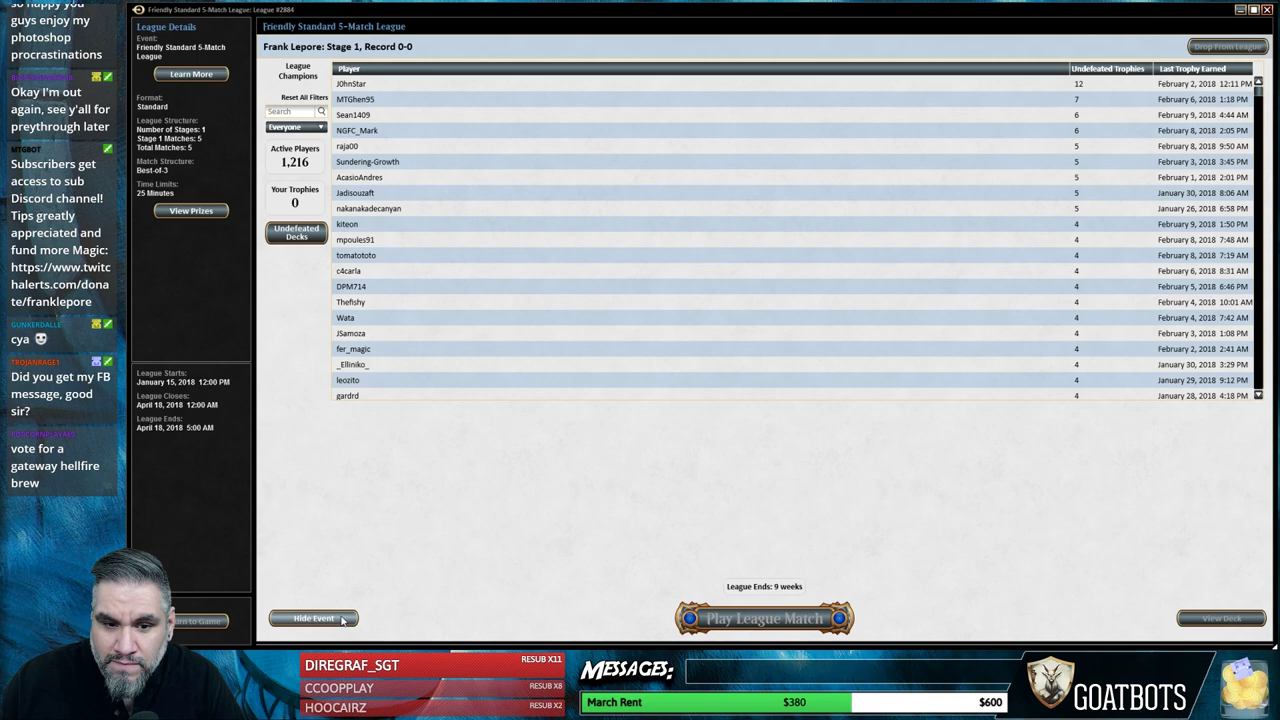 so happy you
guys enjoy my
photoshop
procrastinations
Okay I'm out
again, see y'all for
preythrough later
MTGBOT
Subscribers get
access to sub
Discord channel!
Tips greatly
appreciated and
fund more Magic:
https://www.twitc
halerts.com/dona
te/franklepore
GUNKERDALLE
cya
TROJANRAGE1
Did you get my FB
message, good
sir?
vote for a
gateway hellfire
brew
Friendly Standard 5-Match League: League #2884
League Details
Event:
Friendly Standard 5-Match
League
Learn More
Format:
Standard
League Structure:
Number of Stages: 1
Stage 1 Matches: 5
Total Matches: 5
Match Structure:
Best-of-3
Time Limits:
25 Minutes
View Prizes
League Starts:
January 15, 2018 12:00 PM
League Closes:
April 18, 2018 12:00 AM
League Ends:
April 18, 2018 5:00 AM
urn to Game
Friendly Standard 5-Match League
Frank Lepore: Stage 1, Record 0-0
Drop From League
League
Champions
Reset All Filters
Search
Everyone
Active Players
1,216
Your Trophies
0
Undefeated
Decks
Player Undefeated Trophies Last Trophy Earned
J0hnStar 12 February 2, 2018 12:11 PM
MTGhen95 7 February 6, 2018 1:18 PM
Sean1409 6 February 9, 2018 4:44 AM
NGFC_Mark 6 February 8, 2018 2:05 PM
raja00 5 February 8, 2018 9:50 AM
Sundering-Growth 5 February 3, 2018 3:45 PM
AcasioAndres 5 February 1, 2018 2:01 PM
Jadisouzaft 5 January 30, 2018 8:06 AM
nakanakadecanyan 5 January 26, 2018 6:58 PM
kiteon 4 February 9, 2018 1:50 PM
mpoules91 4 February 8, 2018 7:48 AM
tomatototo 4 February 8, 2018 7:19 AM
c4carla 4 February 6, 2018 8:31 AM
DPM714 4 February 5, 2018 6:46 PM
Thefishy 4 February 4, 2018 10:01 AM
Wata 4 February 4, 2018 7:42 AM
JSamoza 4 February 3, 2018 1:08 PM
fer_magic 4 February 2, 2018 2:41 AM
_Elliniko_ 4 January 30, 2018 3:29 PM
leozito 4 January 29, 2018 9:12 PM
gardrd 4 January 28, 2018 4:18 PM
League Ends: 9 weeks
Hide Event
Play League Match
View Deck
DIREGRAF_SGT RESUB X11
CCOOPPLAY RESUB X8
HOOCAIRZ RESUB X2
MESSAGES:
March Rent $380 $600
GOATBOTS